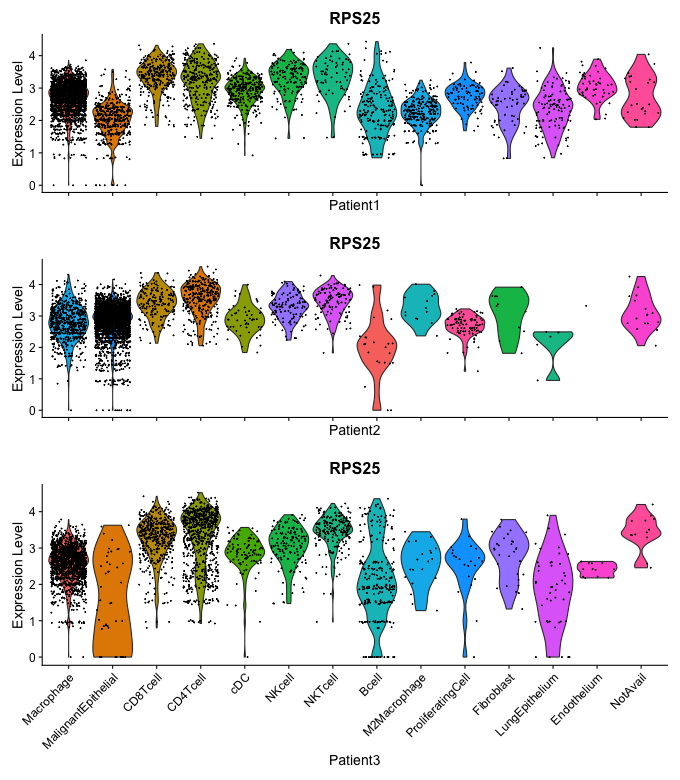 RPS25
Expression Level
4
3
2
1
0
Patient1
RPS25
Expression Level
4
3
2
1
0
Patient2
RPS25
Expression Level
4
3
2
1
0
Macrophage
MalignantEpithelial
CD8Tcell
CD4Tcell
cDC
NKcell
NKTcell
Bcell
M2Macrophage
ProliferatingCell
Fibroblast
LungEpithelium
Endothelium
NotAvail
Patient3